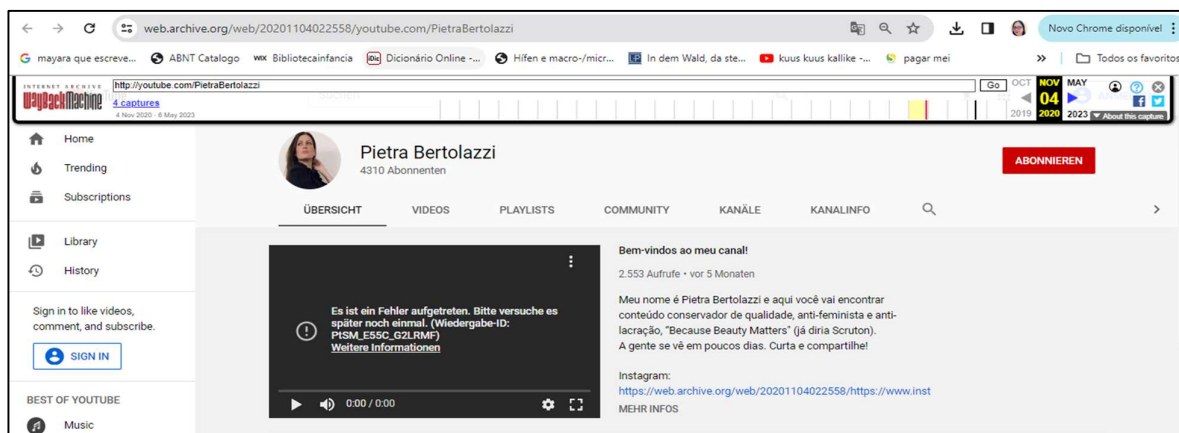 web.archive.org/web/20201104022558/youtube.com/PietraBertolazzi
Novo Chrome disponível
mayara que escreve...
ABNT Catalogo
WIX Bibliotecainfancia
iDic Dicionário Online -...
Hífen e macro-/micr...
LP In dem Wald, da ste...
kuus kuus kallike -...
pagar mei
»
Todos os favoritos
INTERNET ARCHIVE
WayBackMachine
http://youtube.com/PietraBertolazzi
Go
4 captures
4 Nov 2020 - 6 May 2023
OCT NOV MAY
04
2019 2020 2023
About this capture
Home
Trending
Subscriptions
Library
History
Sign in to like videos,
comment, and subscribe.
SIGN IN
BEST OF YOUTUBE
Music
Pietra Bertolazzi
4310 Abonnenten
ABONNIEREN
ÜBERSICHT VIDEOS PLAYLISTS COMMUNITY KANÄLE KANALINFO
Es ist ein Fehler aufgetreten. Bitte versuche es
später noch einmal. (Wiedergabe-ID:
PtSM_E55C_G2LRMF)
Weitere Informationen
0:00 / 0:00
Bem-vindos ao meu canal!
2.553 Aufrufe • vor 5 Monaten
Meu nome é Pietra Bertolazzi e aqui você vai encontrar
conteúdo conservador de qualidade, anti-feminista e anti-
lacração, "Because Beauty Matters" (já diria Scruton).
A gente se vê em poucos dias. Curta e compartilhe!
Instagram:
https://web.archive.org/web/20201104022558/https://www.inst
MEHR INFOS